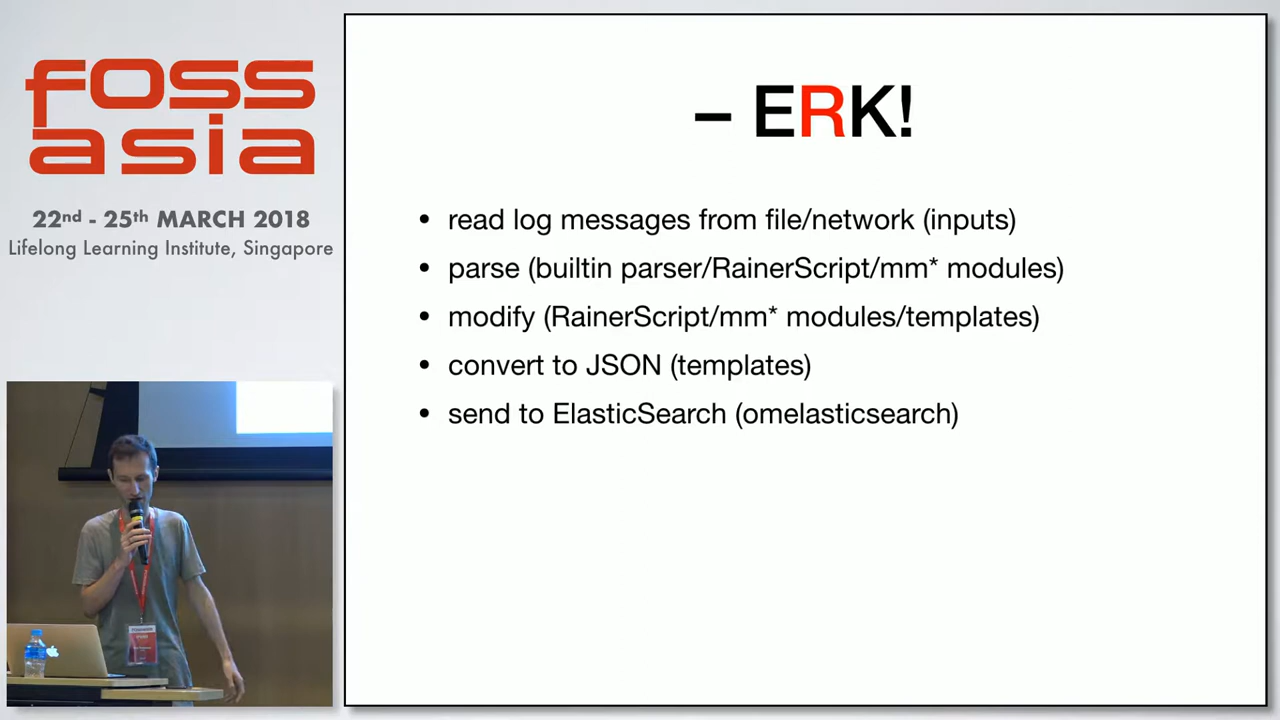 foss
asia
22nd - 25th MARCH 2018
Lifelong Learning Institute, Singapore
– ERK!
• read log messages from file/network (inputs)
• parse (builtin parser/RainerScript/mm* modules)
• modify (RainerScript/mm* modules/templates)
• convert to JSON (templates)
• send to ElasticSearch (omelasticsearch)